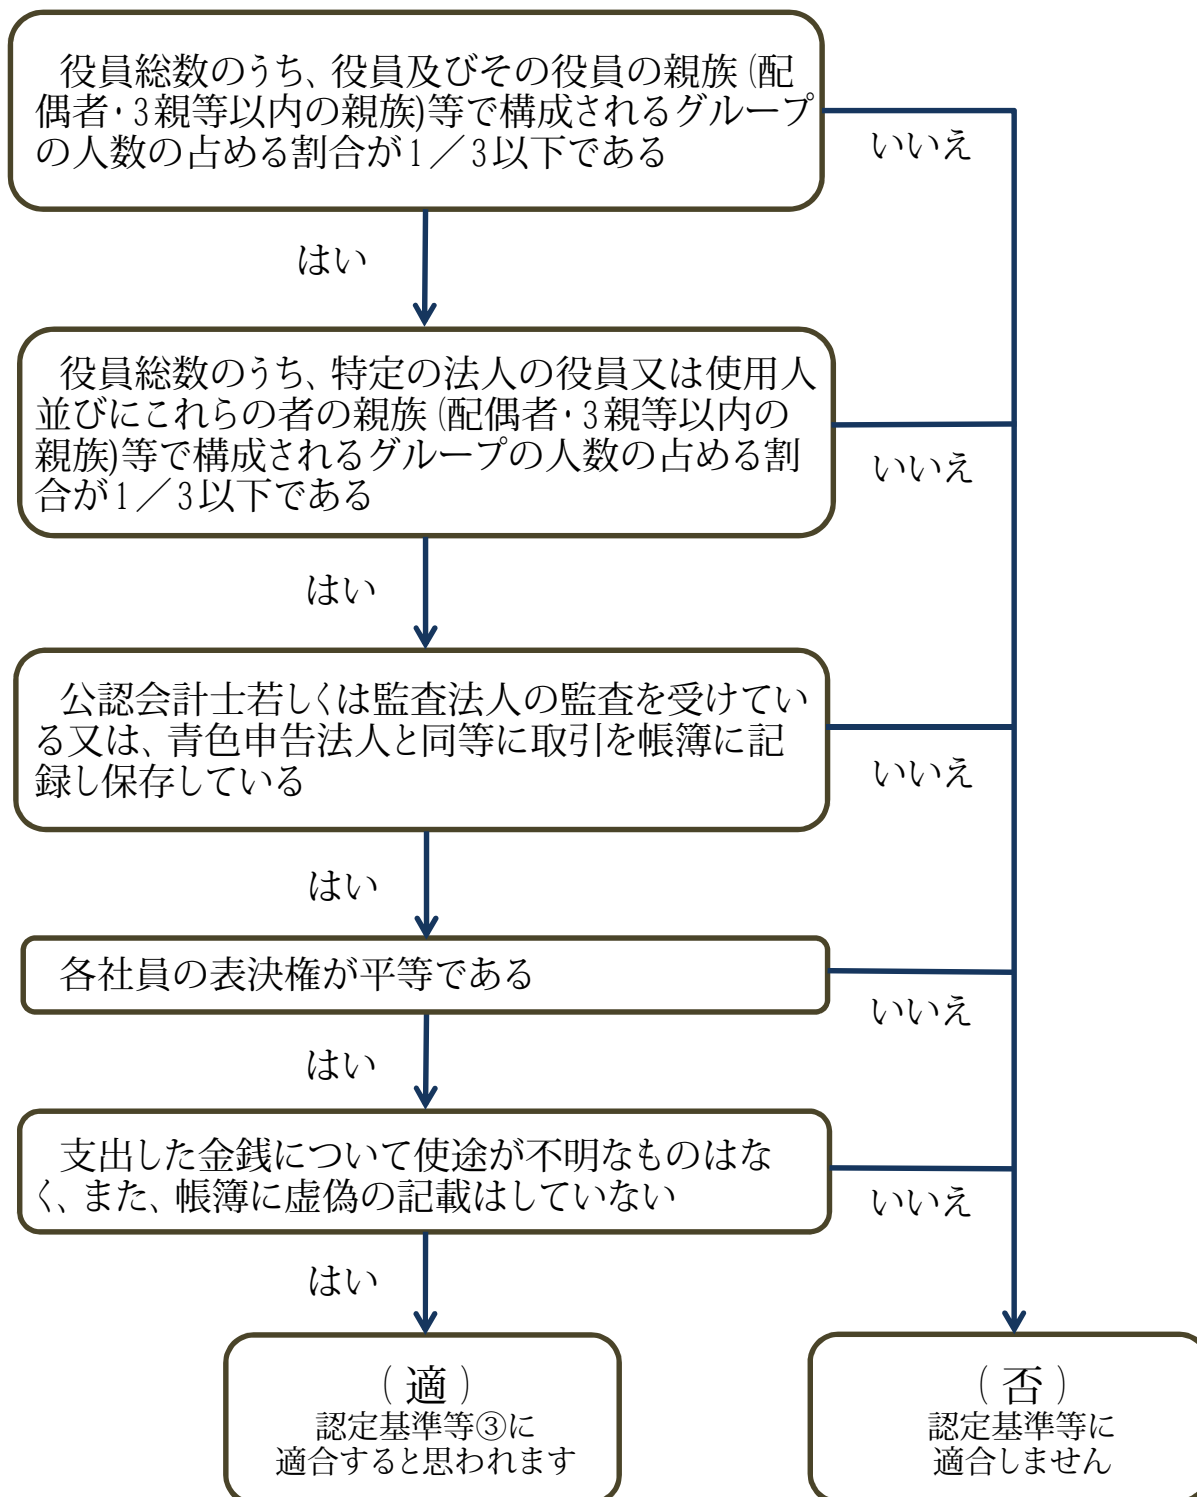 役員総数のうち、役員及びその役員の親族(配
偶者・3親等以内の親族)等で構成されるグループ
の人数の占める割合が1／3以下である
いいえ
はい
役員総数のうち、特定の法人の役員又は使用人
並びにこれらの者の親族(配偶者・3親等以内の
親族)等で構成されるグループの人数の占める割
合が1／3以下である
いいえ
はい
公認会計士若しくは監査法人の監査を受けてい
る又は、青色申告法人と同等に取引を帳簿に記
録し保存している
いいえ
はい
各社員の表決権が平等である
いいえ
はい
支出した金銭について使途が不明なものはな
く、また、帳簿に虚偽の記載はしていない
いいえ
はい
(適)
認定基準等③に
適合すると思われます
(否)
認定基準等に
適合しません